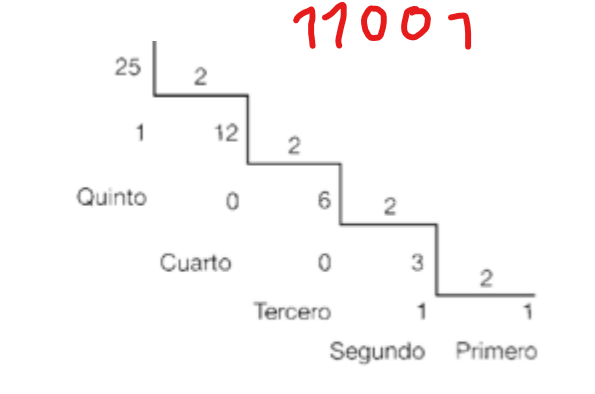 11001
25 2
1 12 2
Quinto 0 6 2
Cuarto 0 3 2
Tercero 1 1
Segundo Primero